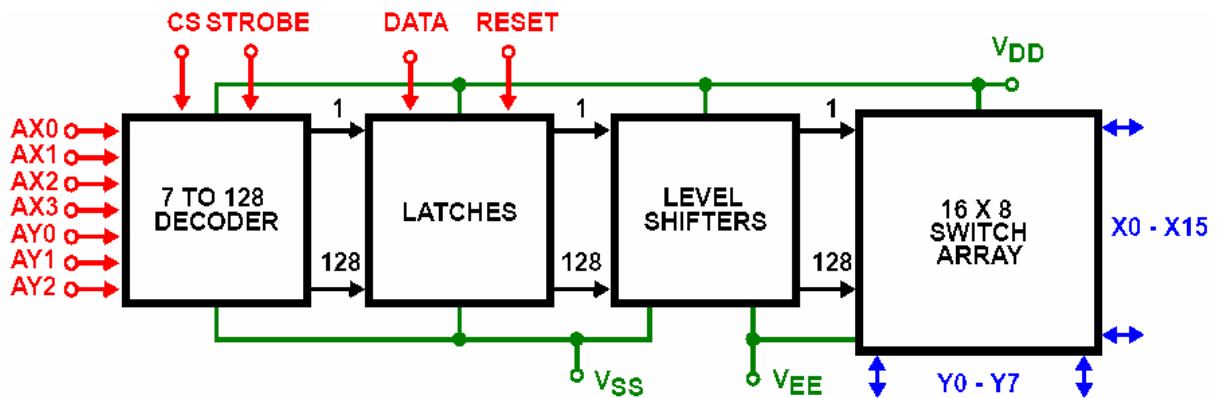 CS STROBE DATA RESET
VDD
AX0
AX1
AX2
AX3
AY0
AY1
AY2
7 TO 128
DECODER
1
128
LATCHES
1
128
LEVEL
SHIFTERS
1
128
16 X 8
SWITCH
ARRAY
X0 - X15
VSS
VEE
Y0 - Y7